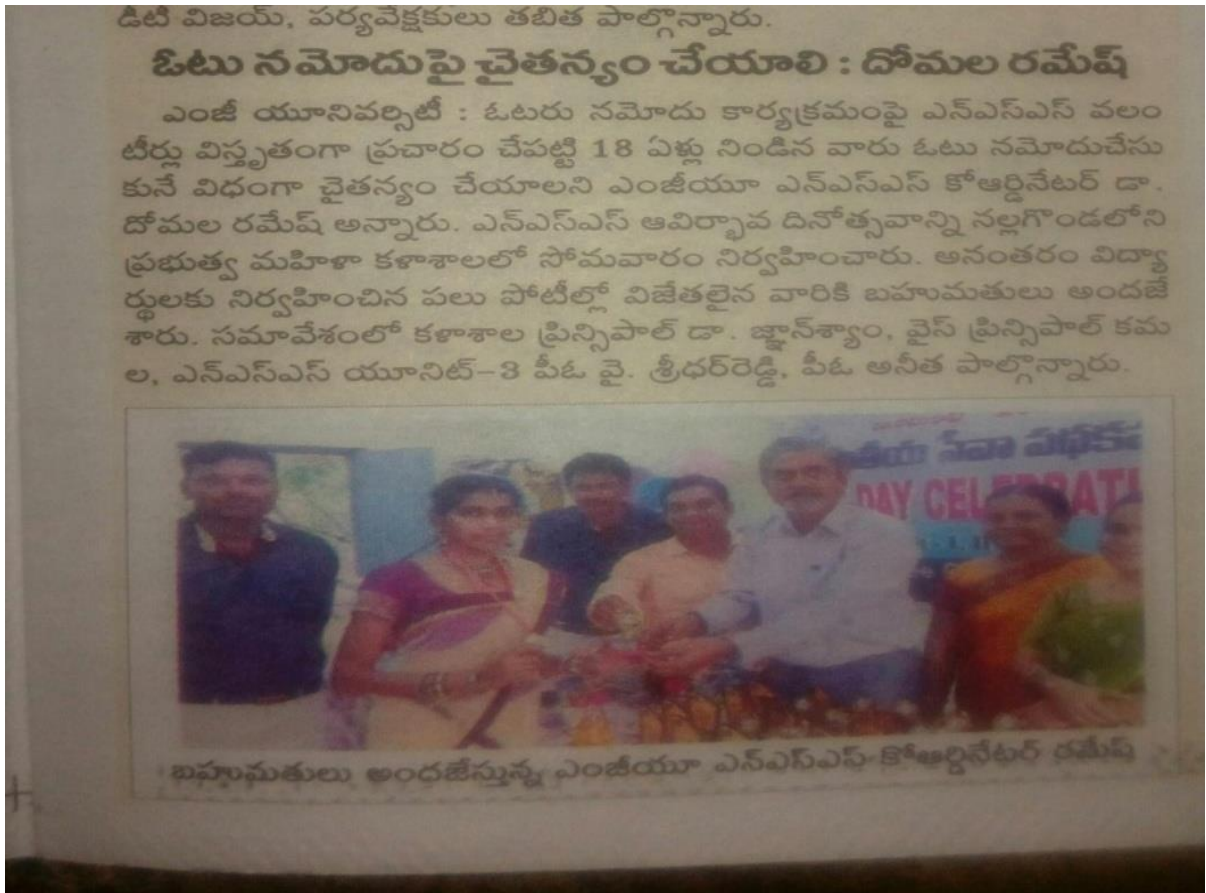 డీటీ విజయ్, పర్యవేక్షకులు తబిత పాల్గొన్నారు.
ఓటు నమోదుపై చైతన్యం చేయాలి : దోమల రమేష్
ఎంజీ యూనివర్సిటీ : ఓటరు నమోదు కార్యక్రమంపై ఎన్ఎస్ఎస్ వలం
టీర్లు విస్తృతంగా ప్రచారం చేపట్టి 18 ఏళ్లు నిండిన వారు ఓటు నమోదుచేసు
కునే విధంగా చైతన్యం చేయాలని ఎంజీయూ ఎన్ఎస్ఎస్ కోఆర్డినేటర్ డా.
దోమల రమేష్ అన్నారు. ఎన్ఎస్ఎస్ ఆవిర్భావ దినోత్సవాన్ని నల్లగొండలోని
ప్రభుత్వ మహిళా కళాశాలలో సోమవారం నిర్వహించారు. అనంతరం విద్యా
ర్థులకు నిర్వహించిన పలు పోటీల్లో విజేతలైన వారికి బహుమతులు అందజే
శారు. సమావేశంలో కళాశాల ప్రిన్సిపాల్ డా. జ్ఞాన్‌శ్యాం, వైస్ ప్రిన్సిపాల్ కమ
ల, ఎన్ఎస్ఎస్ యూనిట్-3 పీఓ వై. శ్రీధర్‌రెడ్డి, పీఓ అనీత పాల్గొన్నారు.
తీయ సేవా పథకం
DAY CELEBRATI
బహుమతులు అందజేస్తున్న ఎంజీయూ ఎన్ఎస్ఎస్ కోఆర్డినేటర్ రమేష్